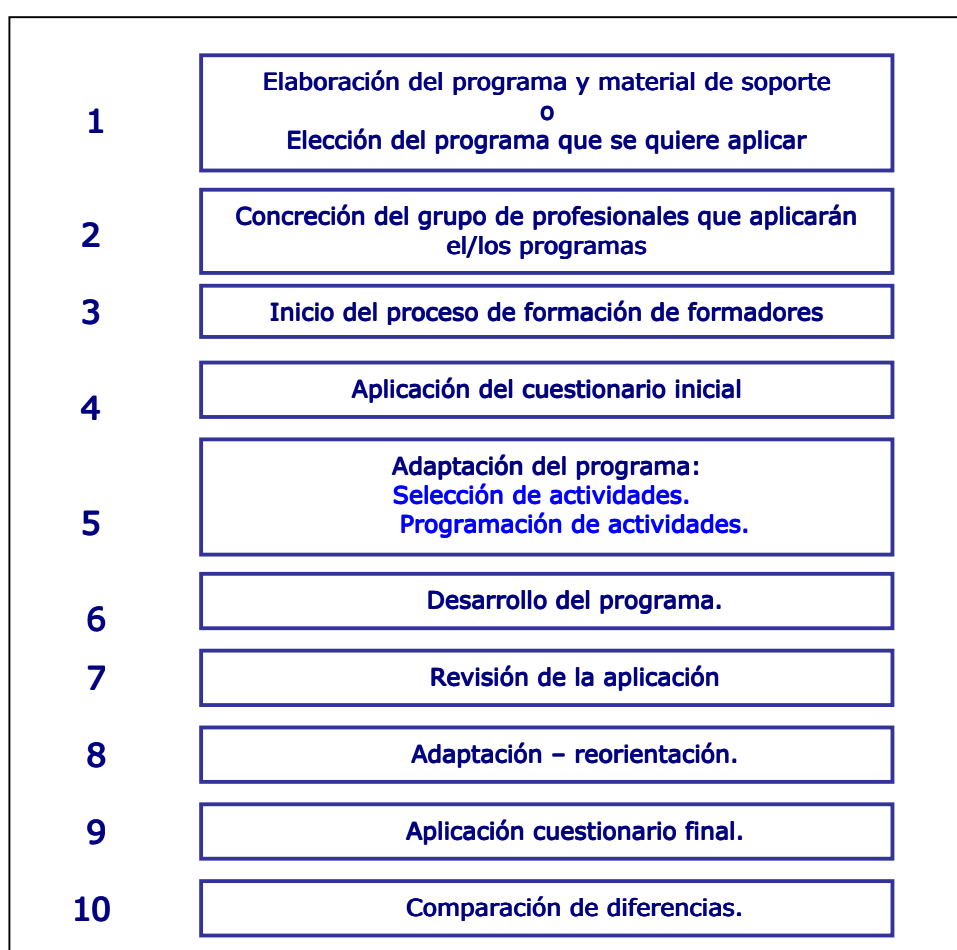 1
Elaboración del programa y material de soporte
o
Elección del programa que se quiere aplicar
2
Concreción del grupo de profesionales que aplicarán
el/los programas
3
Inicio del proceso de formación de formadores
4
Aplicación del cuestionario inicial
5
Adaptación del programa:
Selección de actividades.
Programación de actividades.
6
Desarrollo del programa.
7
Revisión de la aplicación
8
Adaptación – reorientación.
9
Aplicación cuestionario final.
10
Comparación de diferencias.